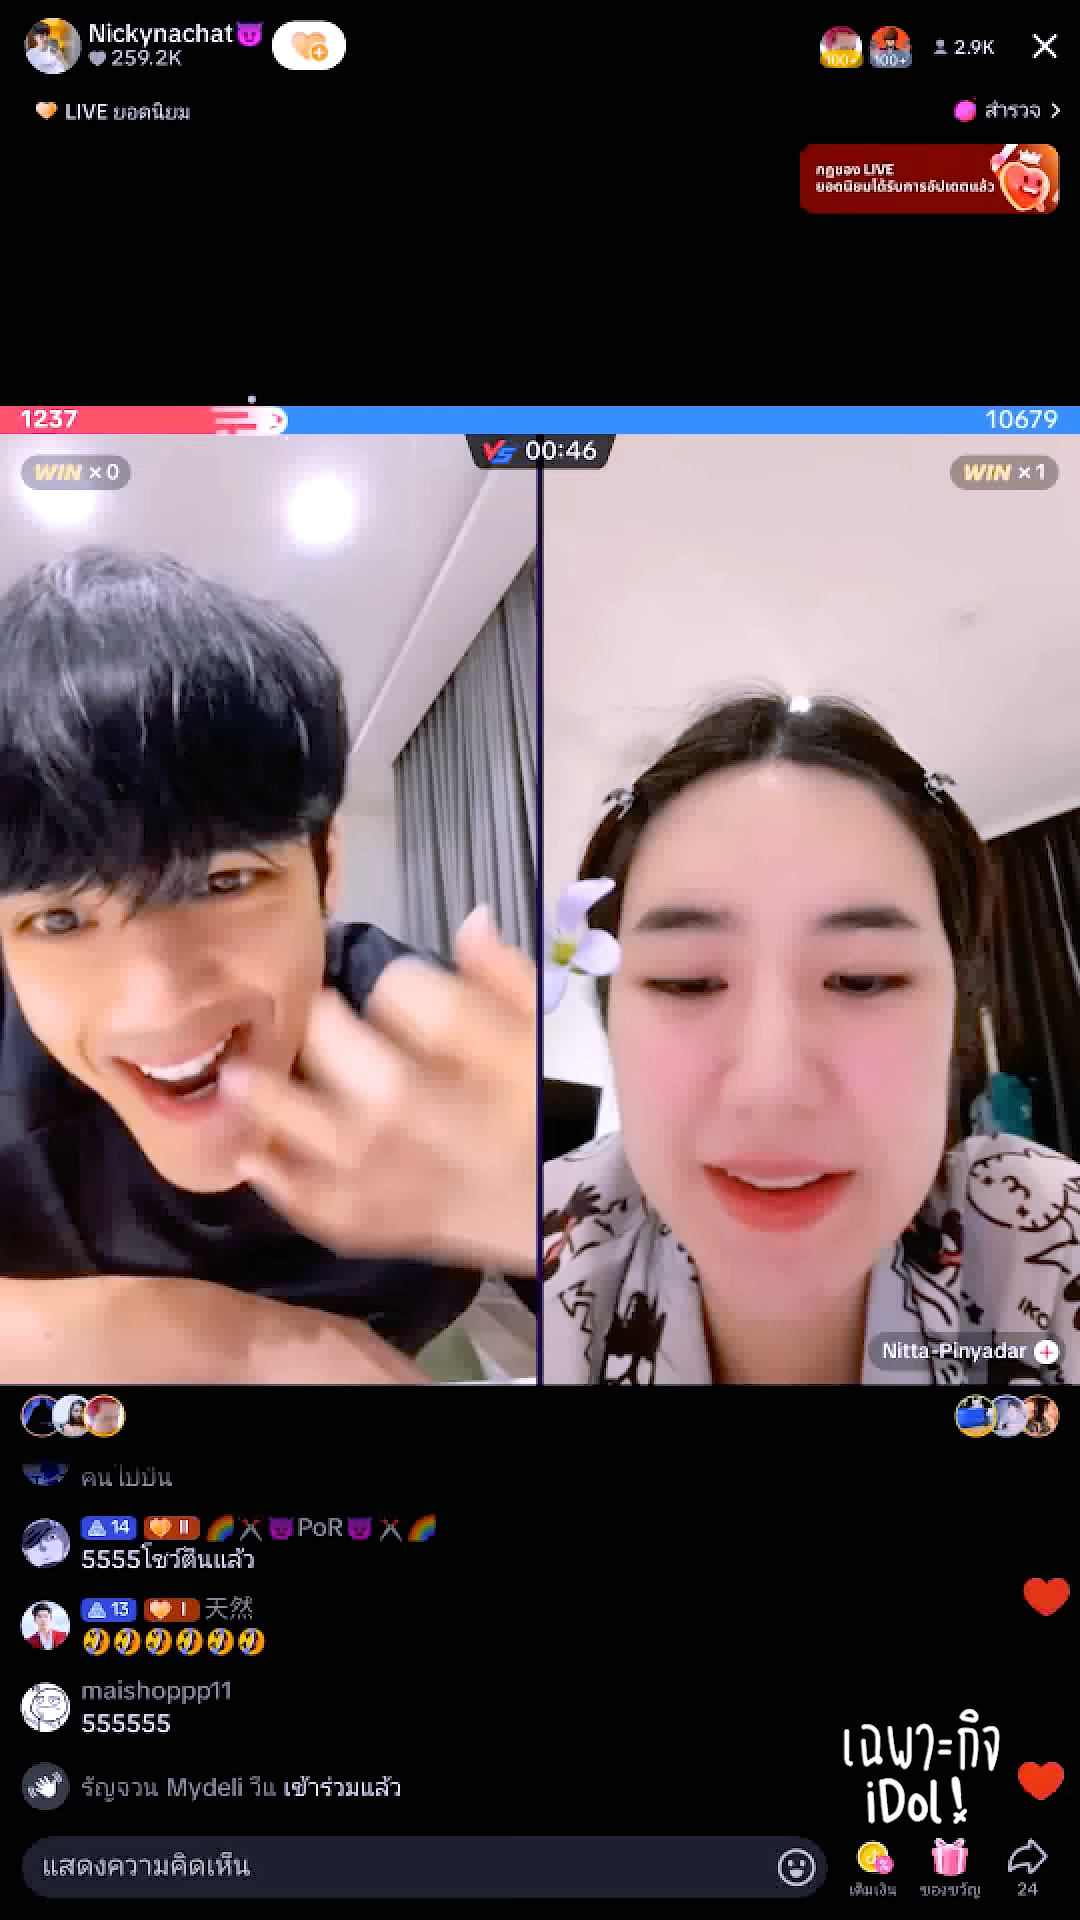 Nickynachat😈
259.2K
100+
100+
2.9K
LIVE ยอดนิยม
สำรวจ
กฎของ LIVE
ยอดนิยมได้รับการอัปเดตแล้ว
1237
10679
VS 00:46
WIN ×0
WIN ×1
IKO
Nitta-Pinyadar
คนไปปั่น
14 II 🌈⚔️😈PoR😈⚔️🌈
5555โชว์ตีนแล้ว
13 I 天然
🤣🤣🤣🤣🤣🤣
maishoppp11
555555
รัญจวน Mydeli วีแ เข้าร่วมแล้ว
เฉพาะกิจ
iDol!
แสดงความคิดเห็น
เติมเงิน
ของขวัญ
24